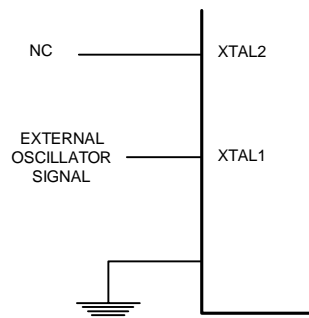 NC
XTAL2
EXTERNAL
OSCILLATOR
SIGNAL
XTAL1